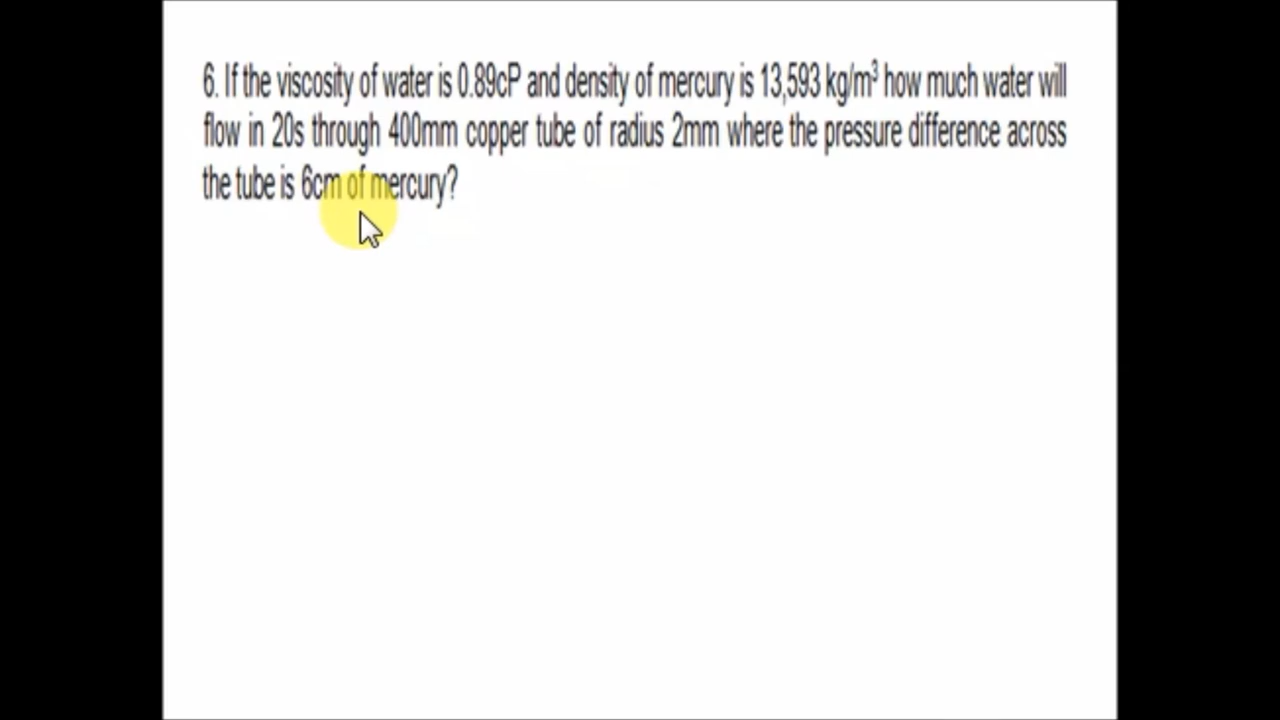 6. If the viscosity of water is 0.89cP and density of mercury is 13,593 kg/m³ how much water will
flow in 20s through 400mm copper tube of radius 2mm where the pressure difference across
the tube is 6cm of mercury?